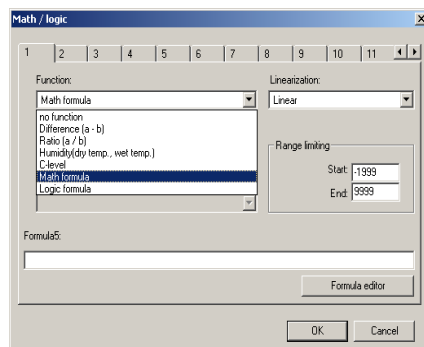 Math / logic
1 2 3 4 5 6 7 8 9 10 11
Function:
Linearization:
Math formula
Linear
no function
Difference (a - b)
Ratio (a / b)
Humidity(dry temp., wet temp.)
C-level
Math formula
Logic formula
Range limiting
Start: -1999
End: 9999
Formula5:
Formula editor
OK Cancel